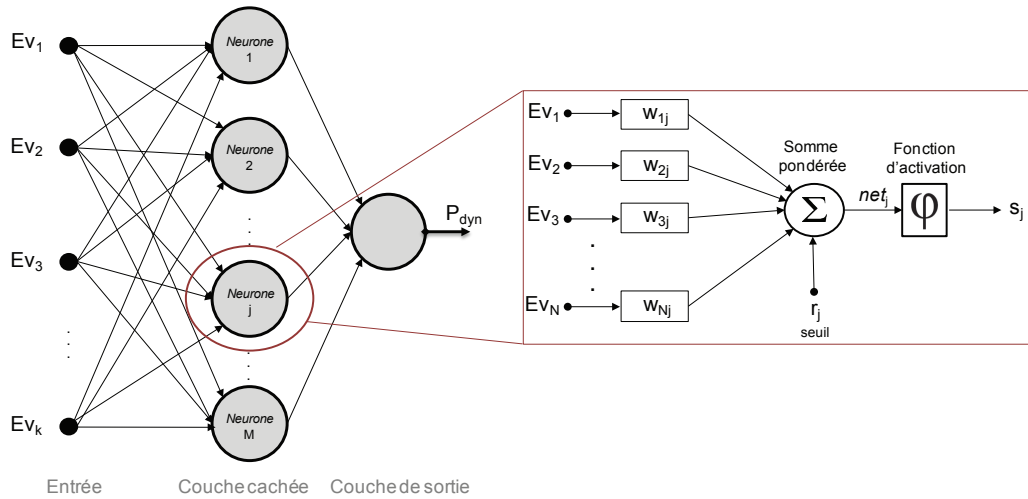 Ev1
Ev2
Ev3
Evk
Neurone
1
Neurone
2
Neurone
j
Neurone
M
Pdyn
Entrée
Couche cachée
Couche de sortie
Ev1
Ev2
Ev3
EvN
w1j
w2j
w3j
wNj
Somme
pondérée
Σ
rj
seuil
netj
Fonction
d'activation
φ
sj